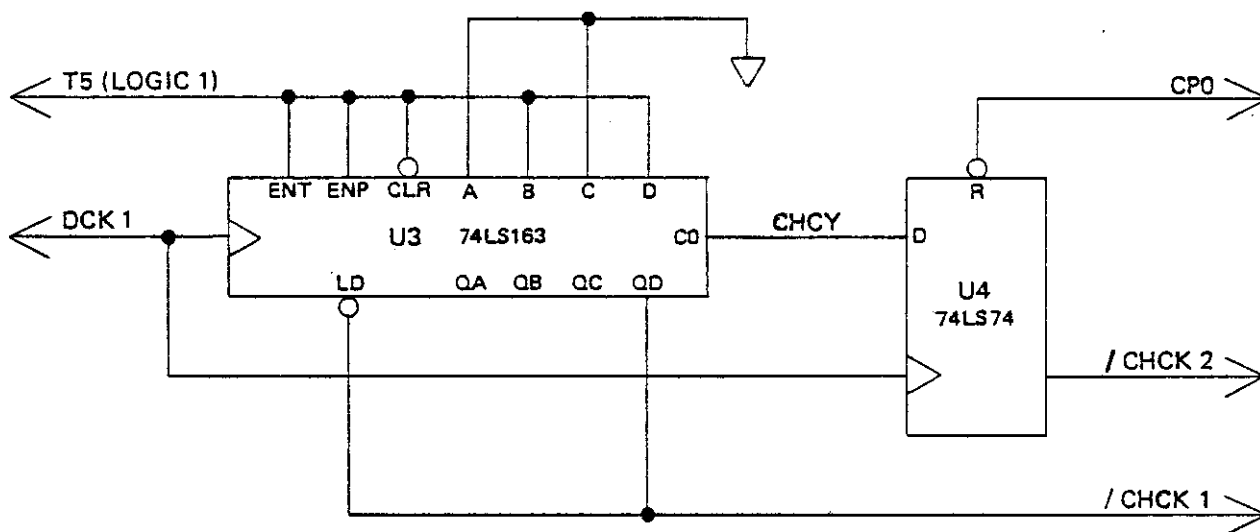 T5 (LOGIC 1)
CP0
ENT ENP CLR A B C D
R
DCK 1
U3 74LS163
CO
CHCY
D
LD QA QB QC QD
U4
74LS74
/ CHCK 2
/ CHCK 1